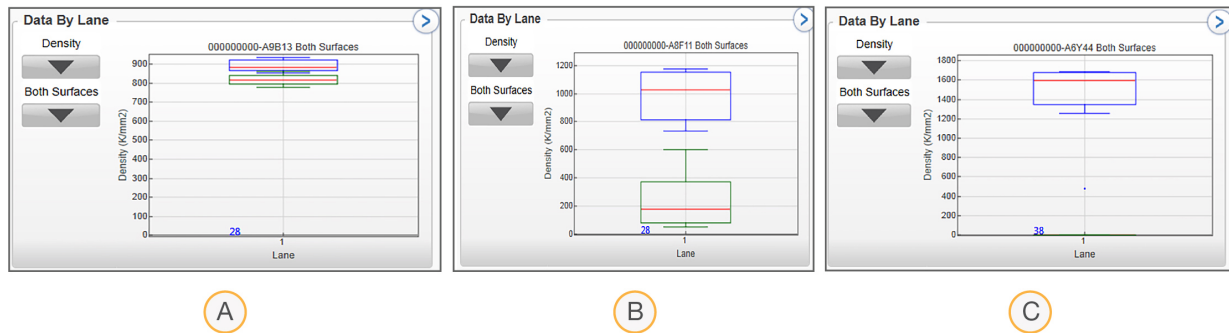 Data By Lane
Density
Both Surfaces
000000000-A9B13 Both Surfaces
Density (K/mm2)
900
800
700
600
500
400
300
200
100
0
28
1
Lane
A
Data By Lane
Density
Both Surfaces
000000000-A8F11 Both Surfaces
Density (K/mm2)
1200
1000
800
600
400
200
0
28
1
Lane
B
Data By Lane
Density
Both Surfaces
000000000-A6Y44 Both Surfaces
Density (K/mm2)
1800
1600
1400
1200
1000
800
600
400
200
0
38
1
Lane
C